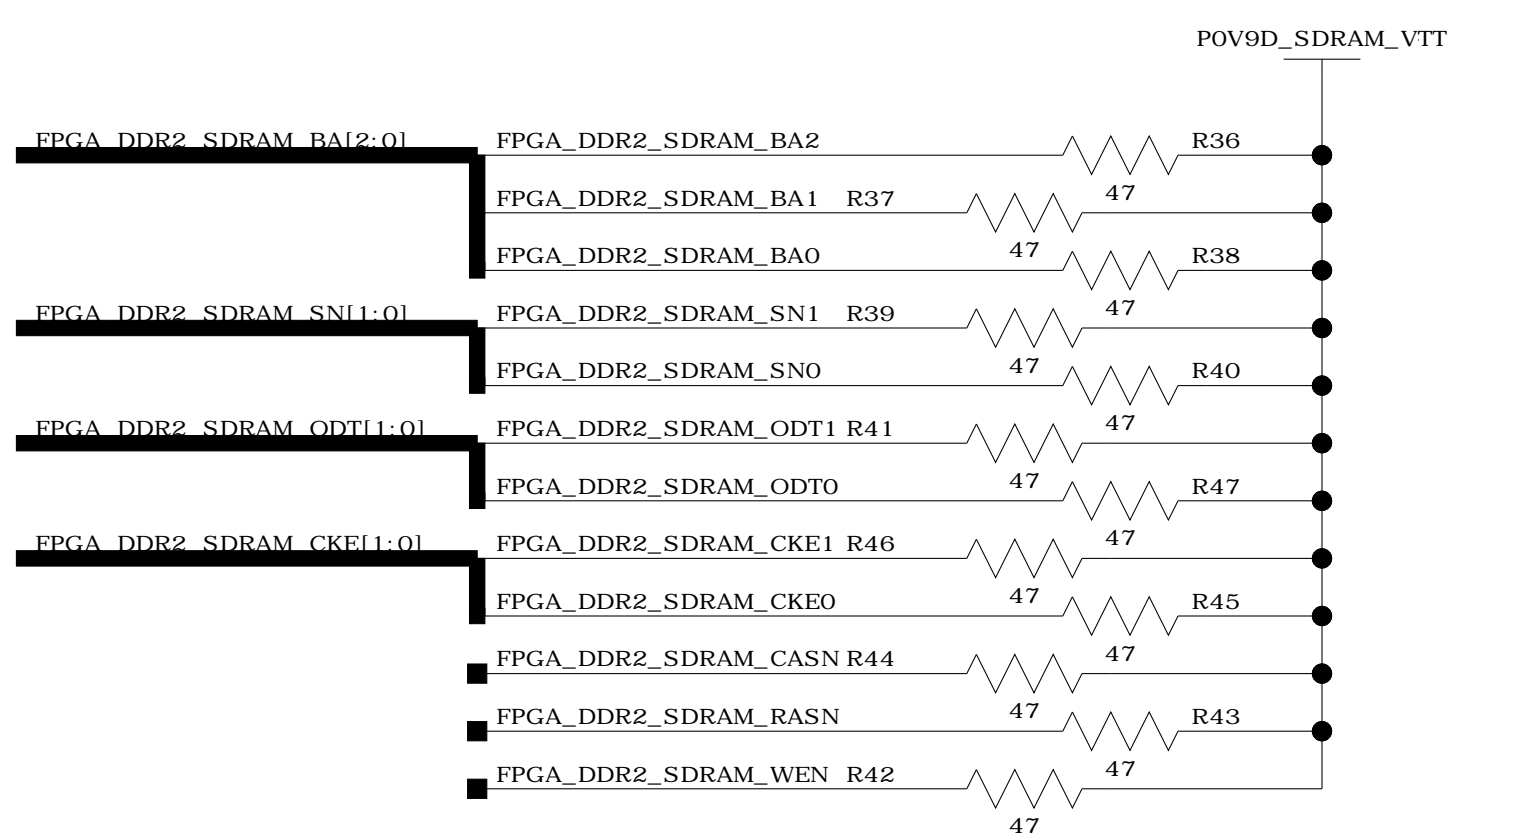 P0V9D_SDRAM_VTT
FPGA_DDR2_SDRAM_BA[2:0] FPGA_DDR2_SDRAM_BA2 R36
47
FPGA_DDR2_SDRAM_BA1 R37
47
FPGA_DDR2_SDRAM_BA0 R38
47
FPGA_DDR2_SDRAM_SN[1:0] FPGA_DDR2_SDRAM_SN1 R39
47
FPGA_DDR2_SDRAM_SN0 R40
47
FPGA_DDR2_SDRAM_ODT[1:0] FPGA_DDR2_SDRAM_ODT1 R41
47
FPGA_DDR2_SDRAM_ODT0 R47
47
FPGA_DDR2_SDRAM_CKE[1:0] FPGA_DDR2_SDRAM_CKE1 R46
47
FPGA_DDR2_SDRAM_CKE0 R45
47
FPGA_DDR2_SDRAM_CASN R44
47
FPGA_DDR2_SDRAM_RASN R43
47
FPGA_DDR2_SDRAM_WEN R42
47